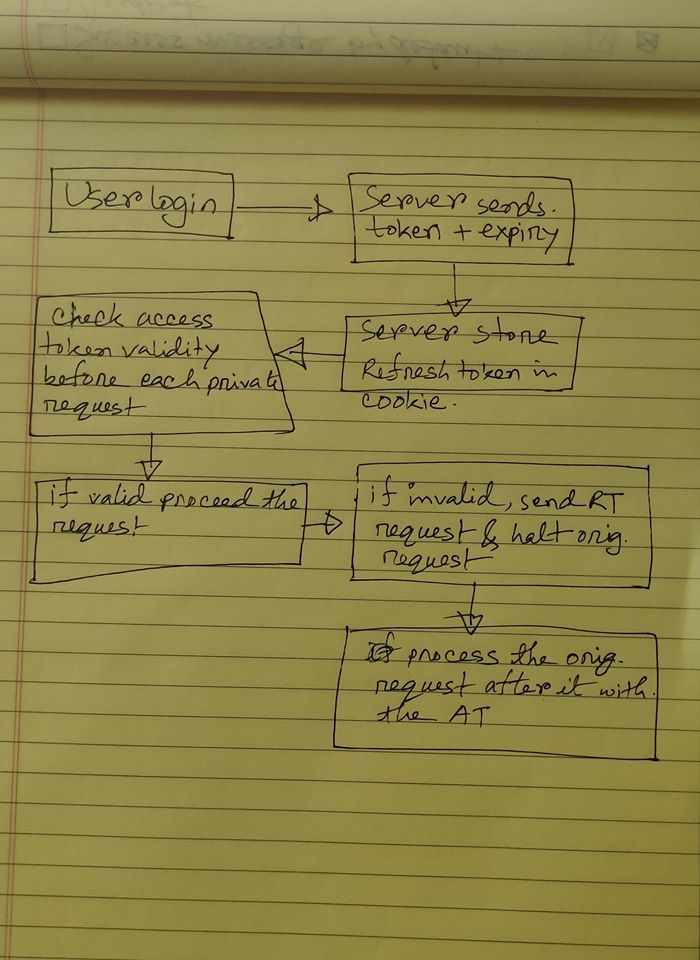 User login
Server sends.
token + expiry
Server store
Refresh token in
cookie.
Check access
token validity
before each private
request
if valid proceed the
request
if invalid, send RT
request & halt orig.
request
process the orig.
request after it with
the AT